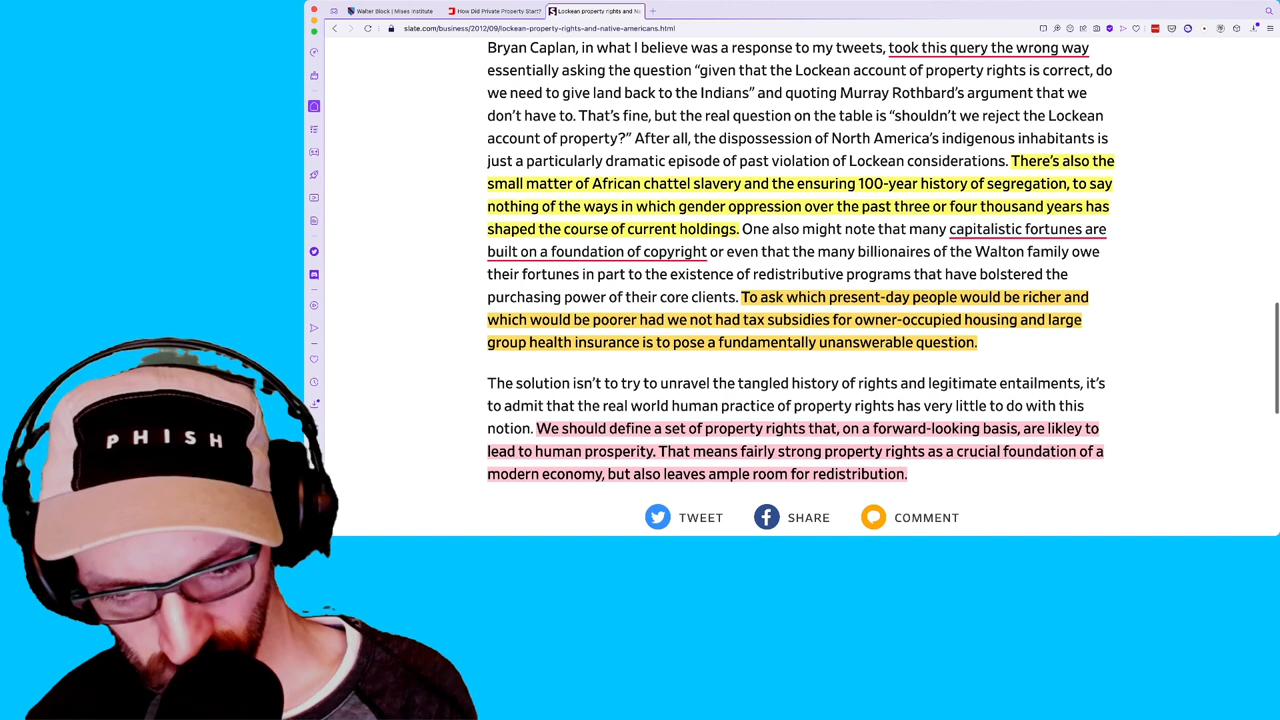 Walter Block | Mises Institute
How Did Private Property Start?
Lockean property rights and Na
slate.com/business/2012/09/lockean-property-rights-and-native-americans.html
Bryan Caplan, in what I believe was a response to my tweets, took this query the wrong way
essentially asking the question “given that the Lockean account of property rights is correct, do
we need to give land back to the Indians” and quoting Murray Rothbard’s argument that we
don’t have to. That’s fine, but the real question on the table is “shouldn’t we reject the Lockean
account of property?” After all, the dispossession of North America’s indigenous inhabitants is
just a particularly dramatic episode of past violation of Lockean considerations. There’s also the
small matter of African chattel slavery and the ensuring 100-year history of segregation, to say
nothing of the ways in which gender oppression over the past three or four thousand years has
shaped the course of current holdings. One also might note that many capitalistic fortunes are
built on a foundation of copyright or even that the many billionaires of the Walton family owe
their fortunes in part to the existence of redistributive programs that have bolstered the
purchasing power of their core clients. To ask which present-day people would be richer and
which would be poorer had we not had tax subsidies for owner-occupied housing and large
group health insurance is to pose a fundamentally unanswerable question.
The solution isn’t to try to unravel the tangled history of rights and legitimate entailments, it’s
to admit that the real world human practice of property rights has very little to do with this
notion. We should define a set of property rights that, on a forward-looking basis, are likley to
lead to human prosperity. That means fairly strong property rights as a crucial foundation of a
modern economy, but also leaves ample room for redistribution.
TWEET SHARE COMMENT
PHISH